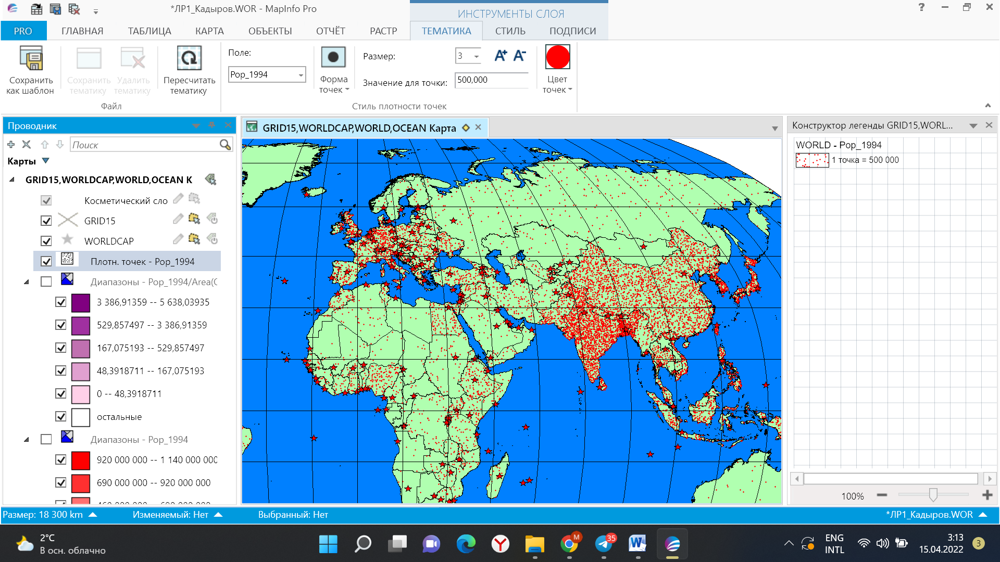 *ЛР1_Кадыров.WOR - MapInfo Pro
ИНСТРУМЕНТЫ СЛОЯ
?
PRO ГЛАВНАЯ ТАБЛИЦА КАРТА ОБЪЕКТЫ ОТЧЁТ РАСТР ТЕМАТИКА СТИЛЬ ПОДПИСИ
Сохранить
как шаблон
Сохранить
тематику
Удалить
тематику
Файл
Пересчитать
тематику
Поле:
Pop_1994
Форма
точек
Размер:
3
A+ A-
Значение для точки:
500,000
Цвет
точек
Стиль плотности точек
Проводник
Поиск
Карты
GRID15,WORLDCAP,WORLD,OCEAN К
Косметический сло
GRID15
WORLDCAP
Плотн. точек - Pop_1994
Диапазоны - Pop_1994/Area(
3 386,91359 -- 5 638,03935
529,857497 -- 3 386,91359
167,075193 -- 529,857497
48,3918711 -- 167,075193
0 -- 48,3918711
остальные
Диапазоны - Pop_1994
920 000 000 -- 1 140 000 000
690 000 000 -- 920 000 000
GRID15,WORLDCAP,WORLD,OCEAN Карта
Конструктор легенды GRID15,WORL...
WORLD - Pop_1994
1 точка = 500 000
100%
Размер: 18 300 km
Изменяемый: Нет
Выбранный: Нет
*ЛР1_Кадыров.WOR
2°C
В осн. облачно
M
35
ENG
INTL
3:13
15.04.2022
3